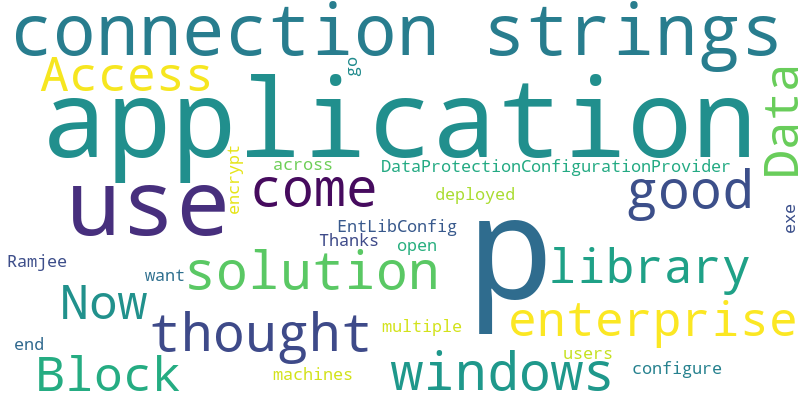 connection strings
Access go
application
Data
across DataProtectionConfigurationProvider
encrypt
use come deployed good
exe
p
EntLibConfig
Thanks open
Ramjee
want solution library
Now
thought multiple enterprise
end
users
Block machines windows configure